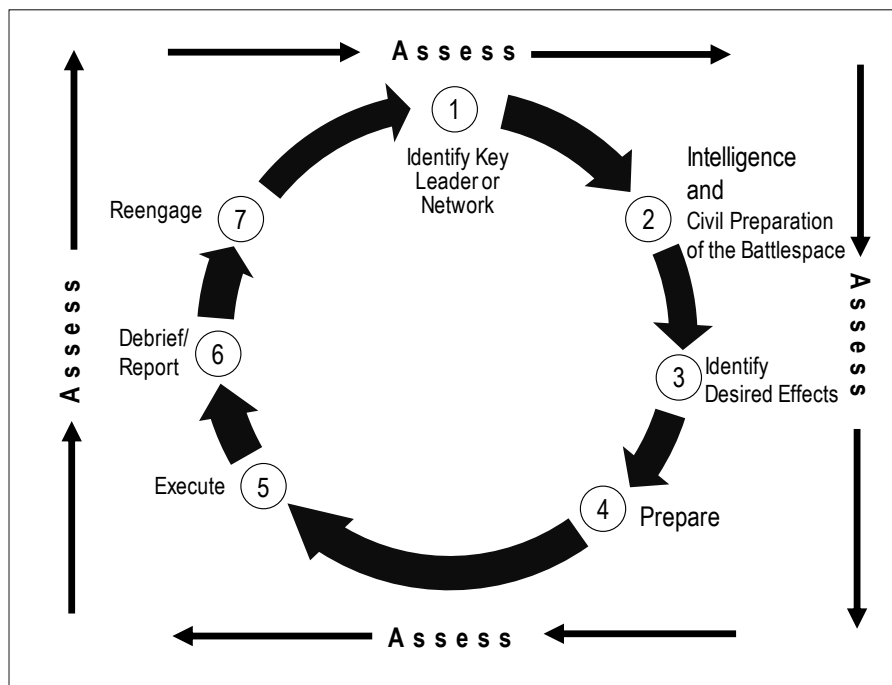 Assess
1
Identify Key
Leader or
Network
2
Intelligence
and
Civil Preparation
of the Battlespace
Assess
3
Identify
Desired Effects
4
Prepare
Assess
5
Execute
6
Debrief/
Report
7
Reengage
Assess